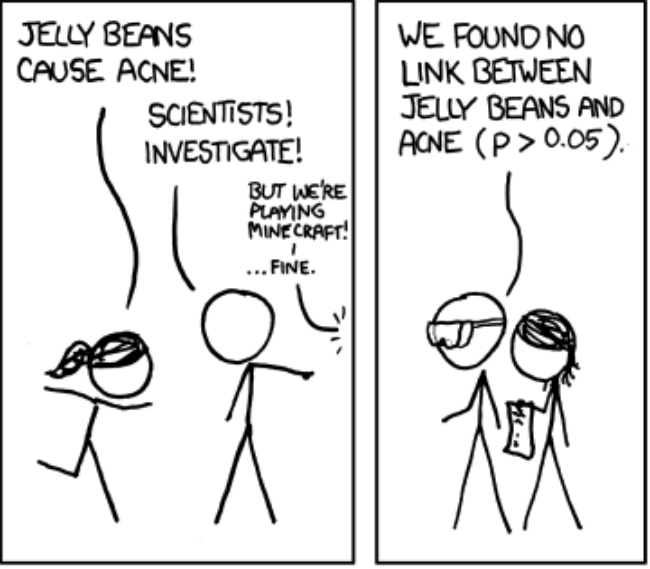 JELLY BEANS
CAUSE ACNE!
SCIENTISTS!
INVESTIGATE!
BUT WE'RE
PLAYING
MINECRAFT!
...FINE.
WE FOUND NO
LINK BETWEEN
JELLY BEANS AND
ACNE (P > 0.05).